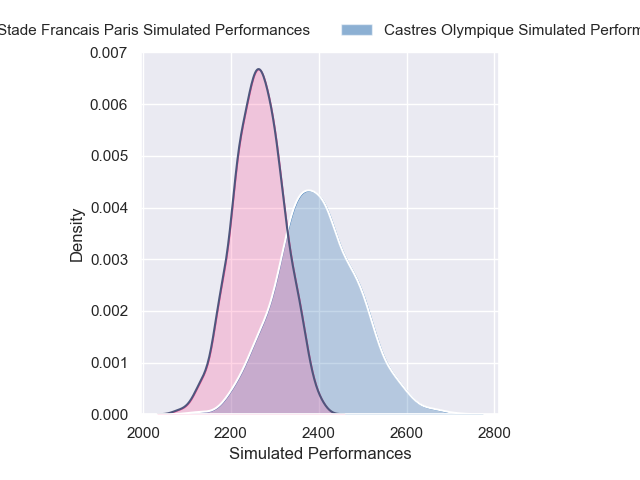 Stade Francais Paris Simulated Performances Castres Olympique Simulated
0.007
0.006
0.005
0.004
0.003
0.002
0.001
0.000
Density
2000 2200 2400 2600 2800
Simulated Performances